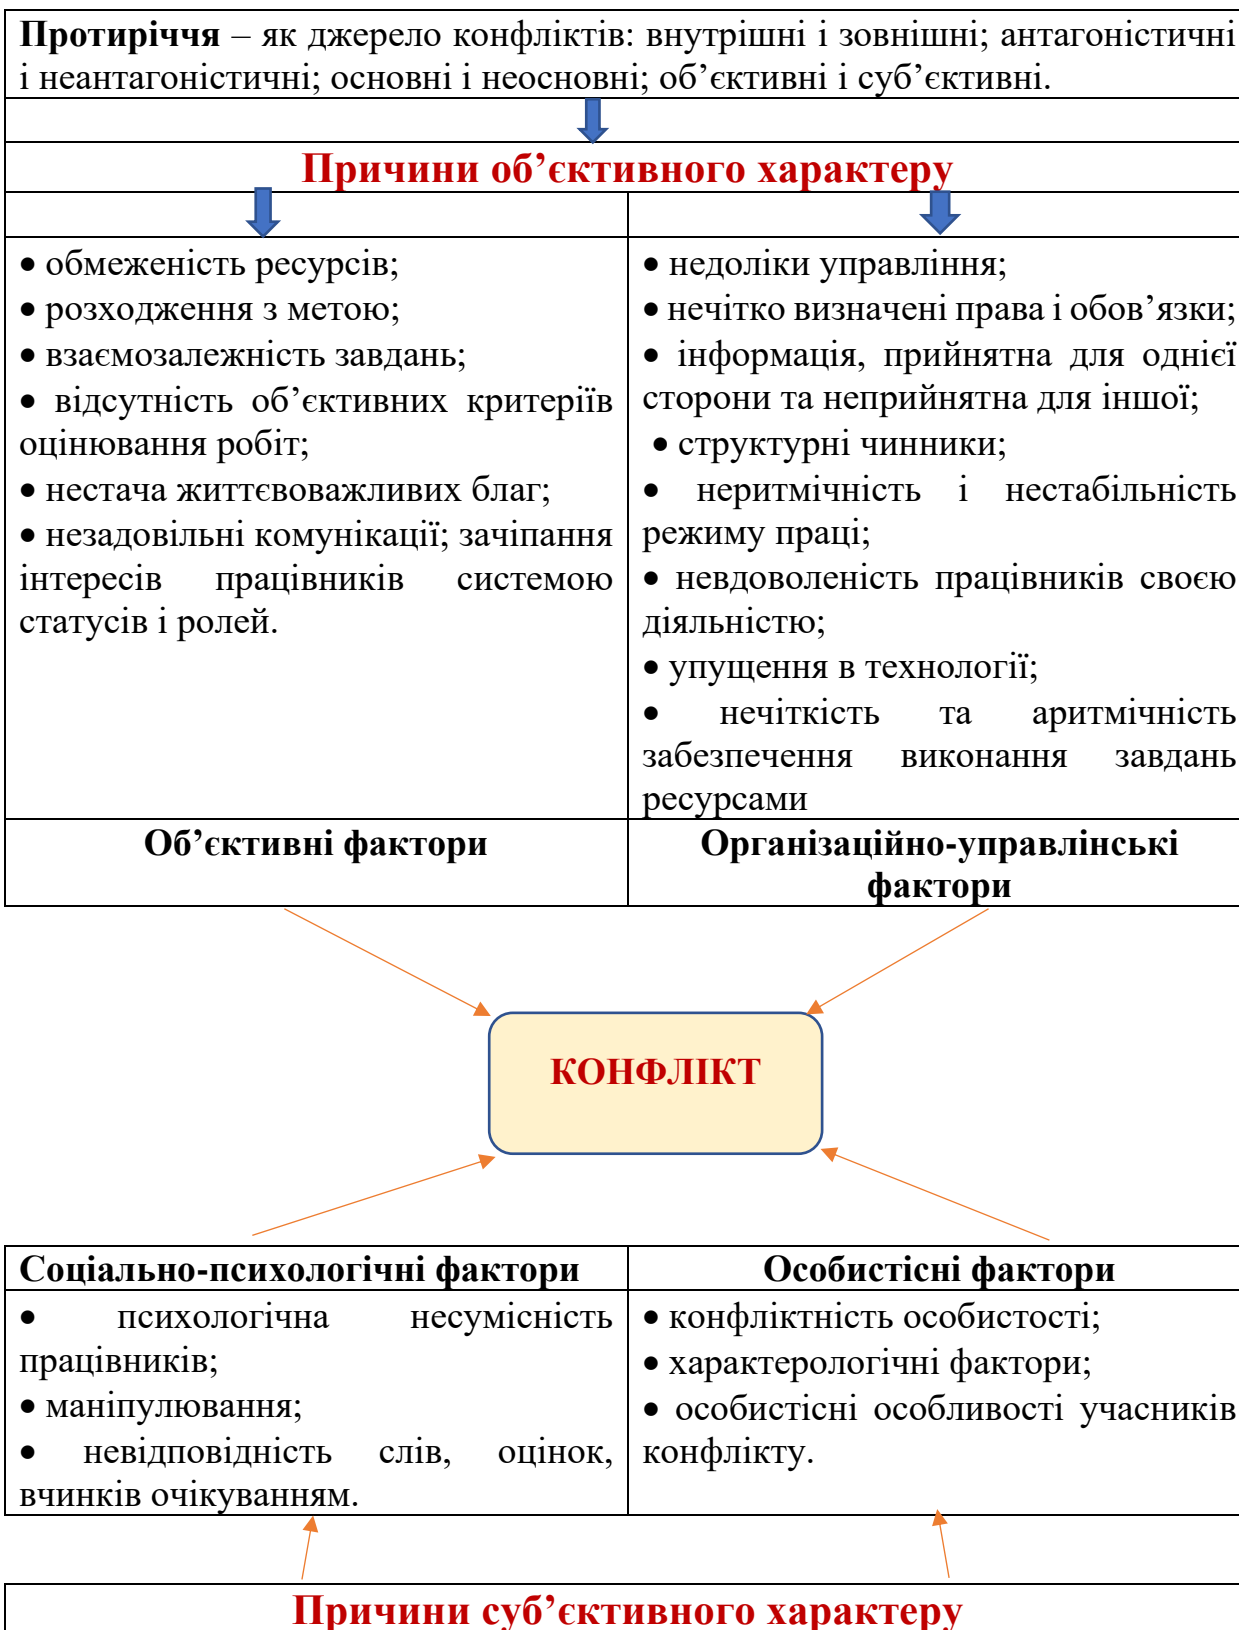 Протиріччя – як джерело конфліктів: внутрішні і зовнішні; антагоністичні
і неантагоністичні; основні і неосновні; об’єктивні і суб’єктивні.
Причини об’єктивного характеру
• обмеженість ресурсів;
• розходження з метою;
• взаємозалежність завдань;
• відсутність об’єктивних критеріїв
оцінювання робіт;
• нестача життєвоважливих благ;
• незадовільні комунікації; зачіпання
інтересів працівників системою
статусів і ролей.
• недоліки управління;
• нечітко визначені права і обов’язки;
• інформація, прийнятна для однієї
сторони та неприйнятна для іншої;
• структурні чинники;
• неритмічність і нестабільність
режиму праці;
• невдоволеність працівників своєю
діяльністю;
• упущення в технології;
• нечіткість та аритмічність
забезпечення виконання завдань
ресурсами
Об’єктивні фактори
Організаційно-управлінські
фактори
КОНФЛІКТ
Соціально-психологічні фактори
• психологічна несумісність
працівників;
• маніпулювання;
• невідповідність слів, оцінок,
вчинків очікуванням.
Особистісні фактори
• конфліктність особистості;
• характерологічні фактори;
• особистісні особливості учасників
конфлікту.
Причини суб’єктивного характеру